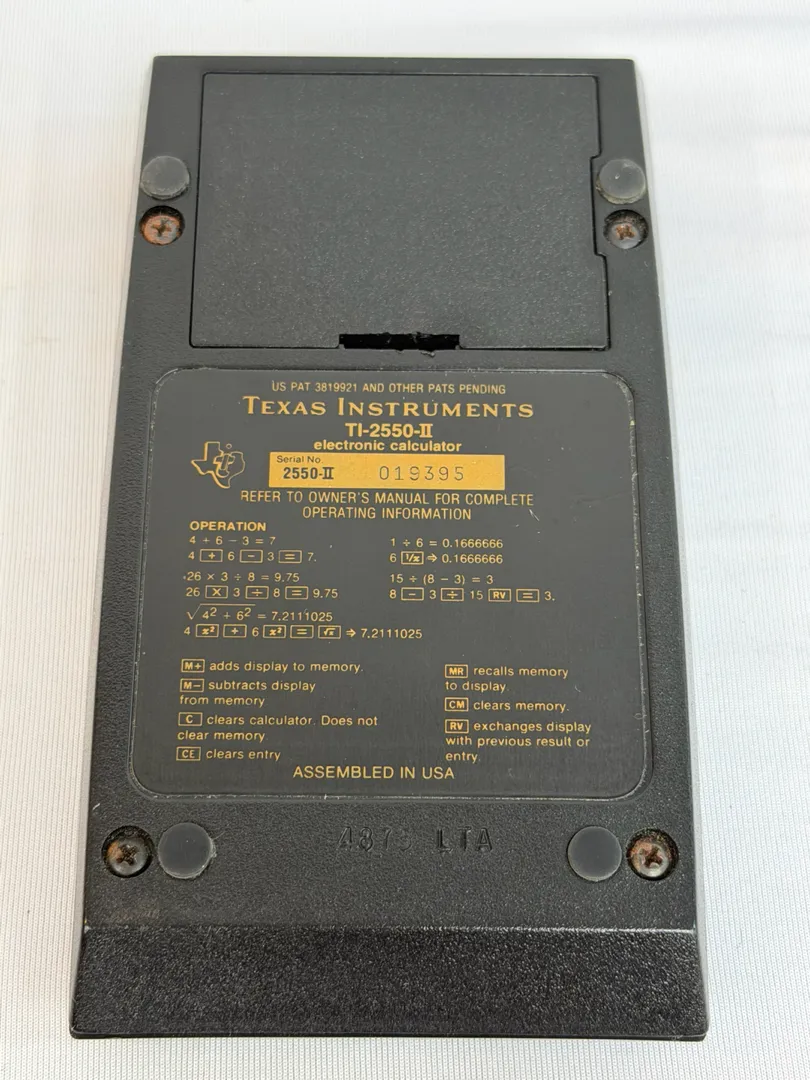 US PAT 3819921 AND OTHER PATS PENDING
TEXAS INSTRUMENTS
TI-2550-II
electronic calculator
Serial No.
2550-II 019395
REFER TO OWNER'S MANUAL FOR COMPLETE
OPERATING INFORMATION
OPERATION
4 + 6 - 3 = 7
4 + 6 - 3 = 7.
26 × 3 ÷ 8 = 9.75
26 X 3 ÷ 8 = 9.75
√4² + 6² = 7.2111025
4 x² + 6 x² = √x ⇒ 7.2111025
1 ÷ 6 = 0.1666666
6 1/x ⇒ 0.1666666
15 ÷ (8 - 3) = 3
8 - 3 ÷ 15 RV = 3.
M+ adds display to memory.
M- subtracts display
from memory
C clears calculator. Does not
clear memory.
CE clears entry
MR recalls memory
to display.
CM clears memory.
RV exchanges display
with previous result or
entry.
ASSEMBLED IN USA
LTA